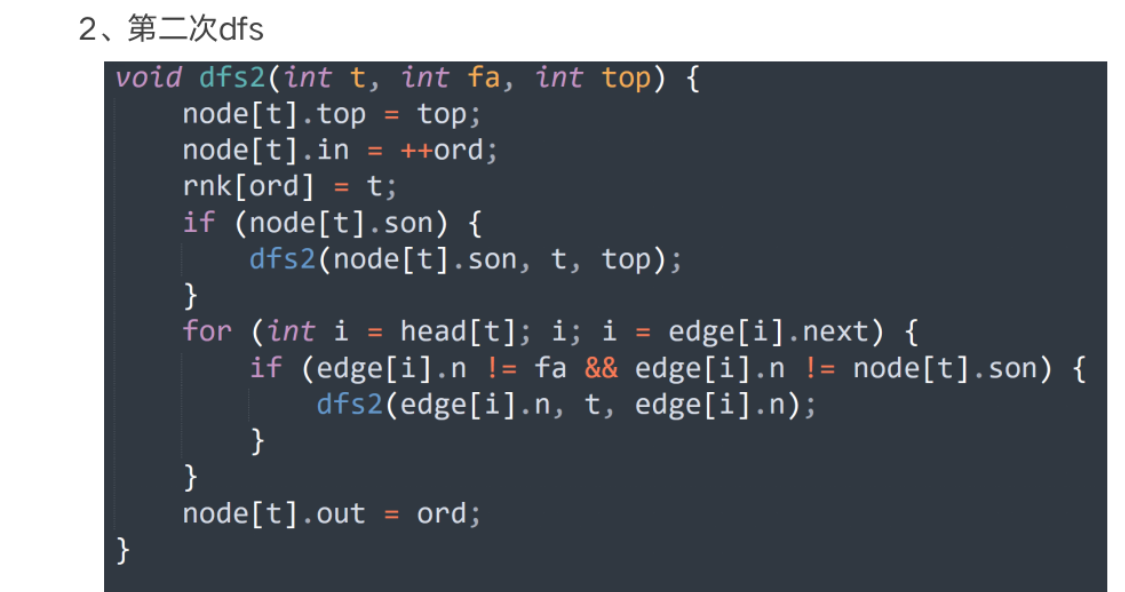 2、第二次dfs
void dfs2(int t, int fa, int top) {
    node[t].top = top;
    node[t].in = ++ord;
    rnk[ord] = t;
    if (node[t].son) {
        dfs2(node[t].son, t, top);
    }
    for (int i = head[t]; i; i = edge[i].next) {
        if (edge[i].n != fa && edge[i].n != node[t].son) {
            dfs2(edge[i].n, t, edge[i].n);
        }
    }
    node[t].out = ord;
}